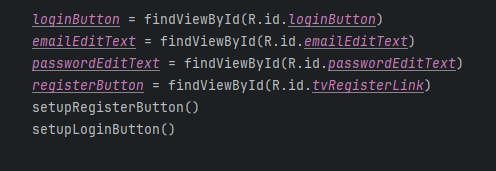 loginButton = findViewById(R.id.loginButton)
emailEditText = findViewById(R.id.emailEditText)
passwordEditText = findViewById(R.id.passwordEditText)
registerButton = findViewById(R.id.tvRegisterLink)
setupRegisterButton()
setupLoginButton()